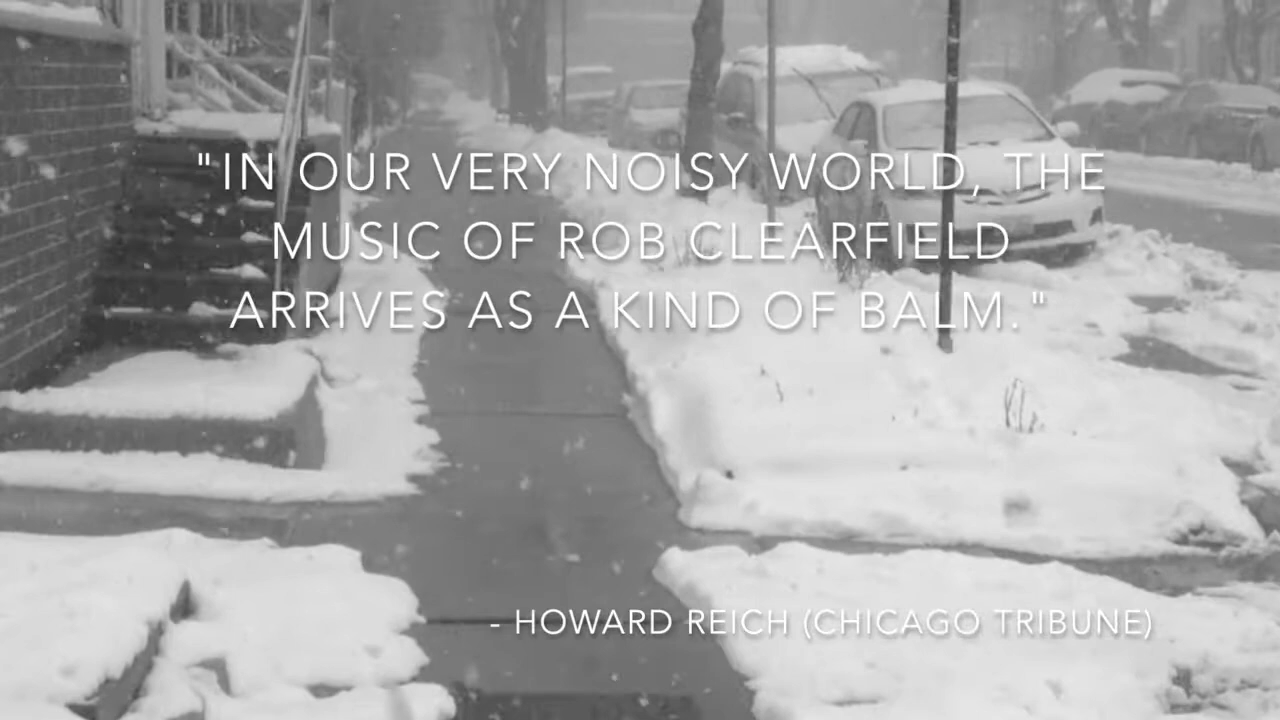 "IN OUR VERY NOISY WORLD, THE
MUSIC OF ROB CLEARFIELD
ARRIVES AS A KIND OF BALM."
- HOWARD REICH (CHICAGO TRIBUNE)